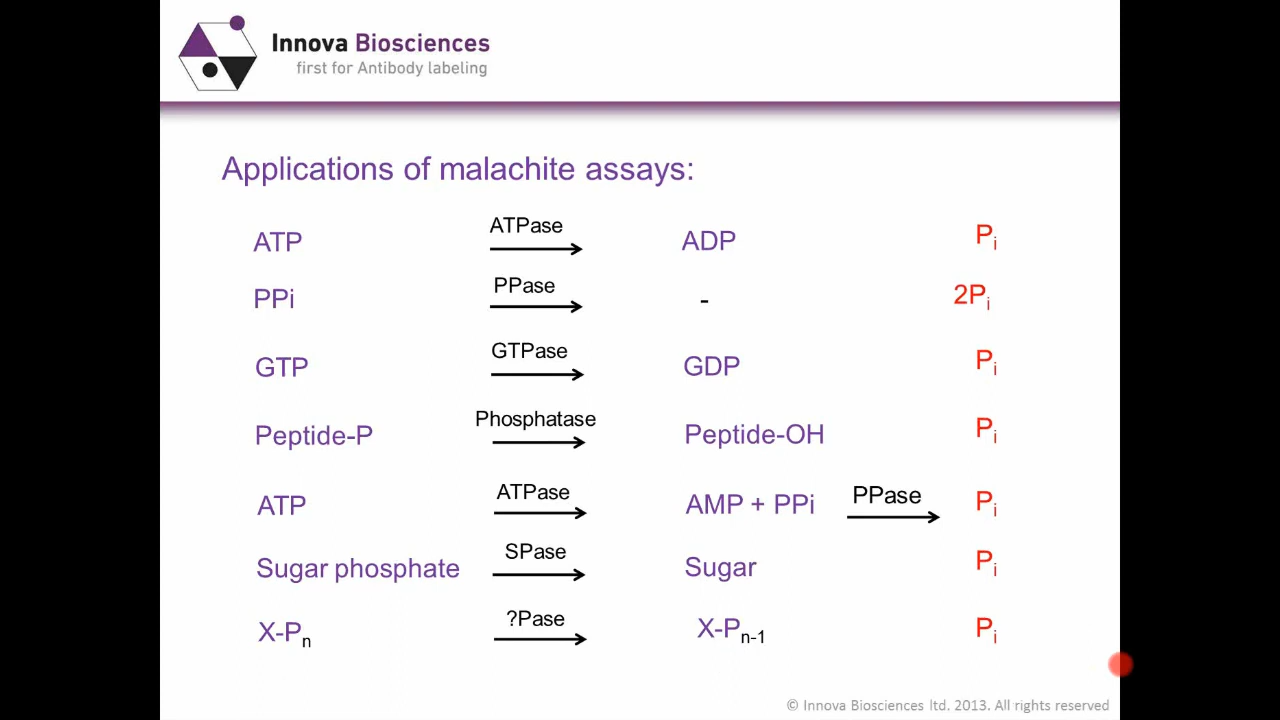 Innova Biosciences
first for Antibody labeling
Applications of malachite assays:
ATP ATPase ADP Pi
PPi PPase - 2Pi
GTP GTPase GDP Pi
Peptide-P Phosphatase Peptide-OH Pi
ATP ATPase AMP + PPi PPase Pi
Sugar phosphate SPase Sugar Pi
X-Pn ?Pase X-Pn-1 Pi
© Innova Biosciences ltd. 2013. All rights reserved